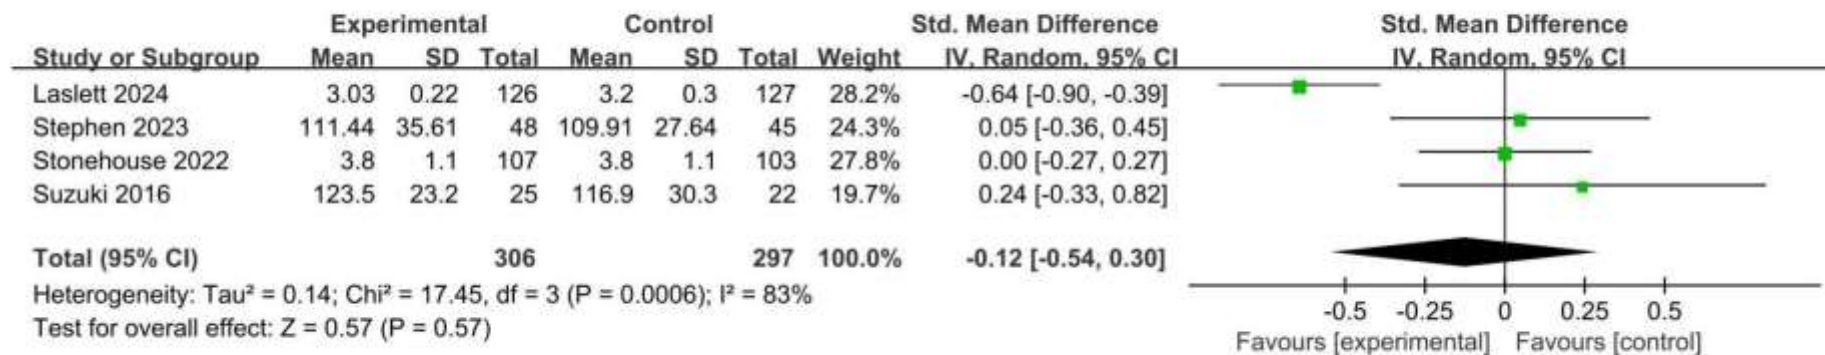 Experimental Control Std. Mean Difference Std. Mean Difference
Study or Subgroup Mean SD Total Mean SD Total Weight IV, Random, 95% CI IV, Random, 95% CI
Laslett 2024 3.03 0.22 126 3.2 0.3 127 28.2% -0.64 [-0.90, -0.39]
Stephen 2023 111.44 35.61 48 109.91 27.64 45 24.3% 0.05 [-0.36, 0.45]
Stonehouse 2022 3.8 1.1 107 3.8 1.1 103 27.8% 0.00 [-0.27, 0.27]
Suzuki 2016 123.5 23.2 25 116.9 30.3 22 19.7% 0.24 [-0.33, 0.82]
Total (95% CI) 306 297 100.0% -0.12 [-0.54, 0.30]
Heterogeneity: Tau² = 0.14; Chi² = 17.45, df = 3 (P = 0.0006); I² = 83%
Test for overall effect: Z = 0.57 (P = 0.57)
-0.5 -0.25 0 0.25 0.5
Favours [experimental] Favours [control]